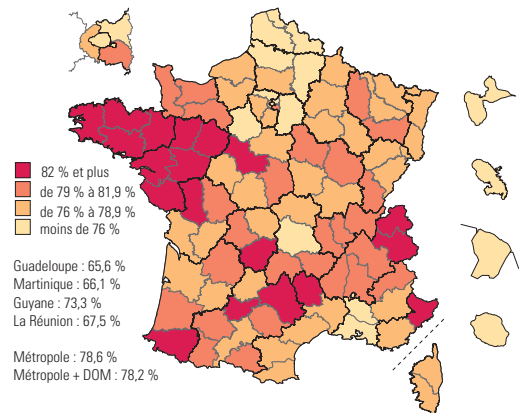 82 % et plus
de 79 % à 81,9 %
de 76 % à 78,9 %
moins de 76 %
Guadeloupe : 65,6 %
Martinique : 66,1 %
Guyane : 73,3 %
La Réunion : 67,5 %
Métropole : 78,6 %
Métropole + DOM : 78,2 %